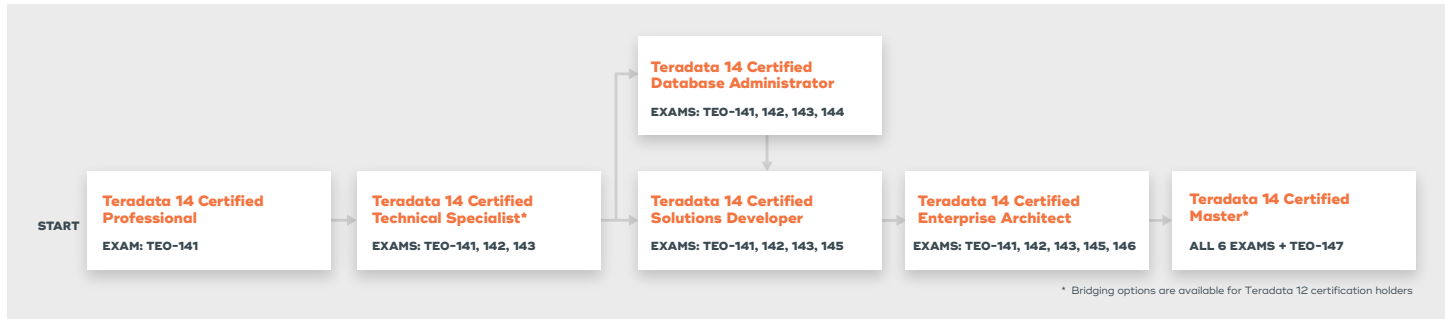 Teradata 14 Certified
Database Administrator
EXAMS: TEO-141, 142, 143, 144
START
Teradata 14 Certified
Professional
EXAM: TEO-141
Teradata 14 Certified
Technical Specialist*
EXAMS: TEO-141, 142, 143
Teradata 14 Certified
Solutions Developer
EXAMS: TEO-141, 142, 143, 145
Teradata 14 Certified
Enterprise Architect
EXAMS: TEO-141, 142, 143, 145, 146
Teradata 14 Certified
Master*
ALL 6 EXAMS + TEO-147
* Bridging options are available for Teradata 12 certification holders